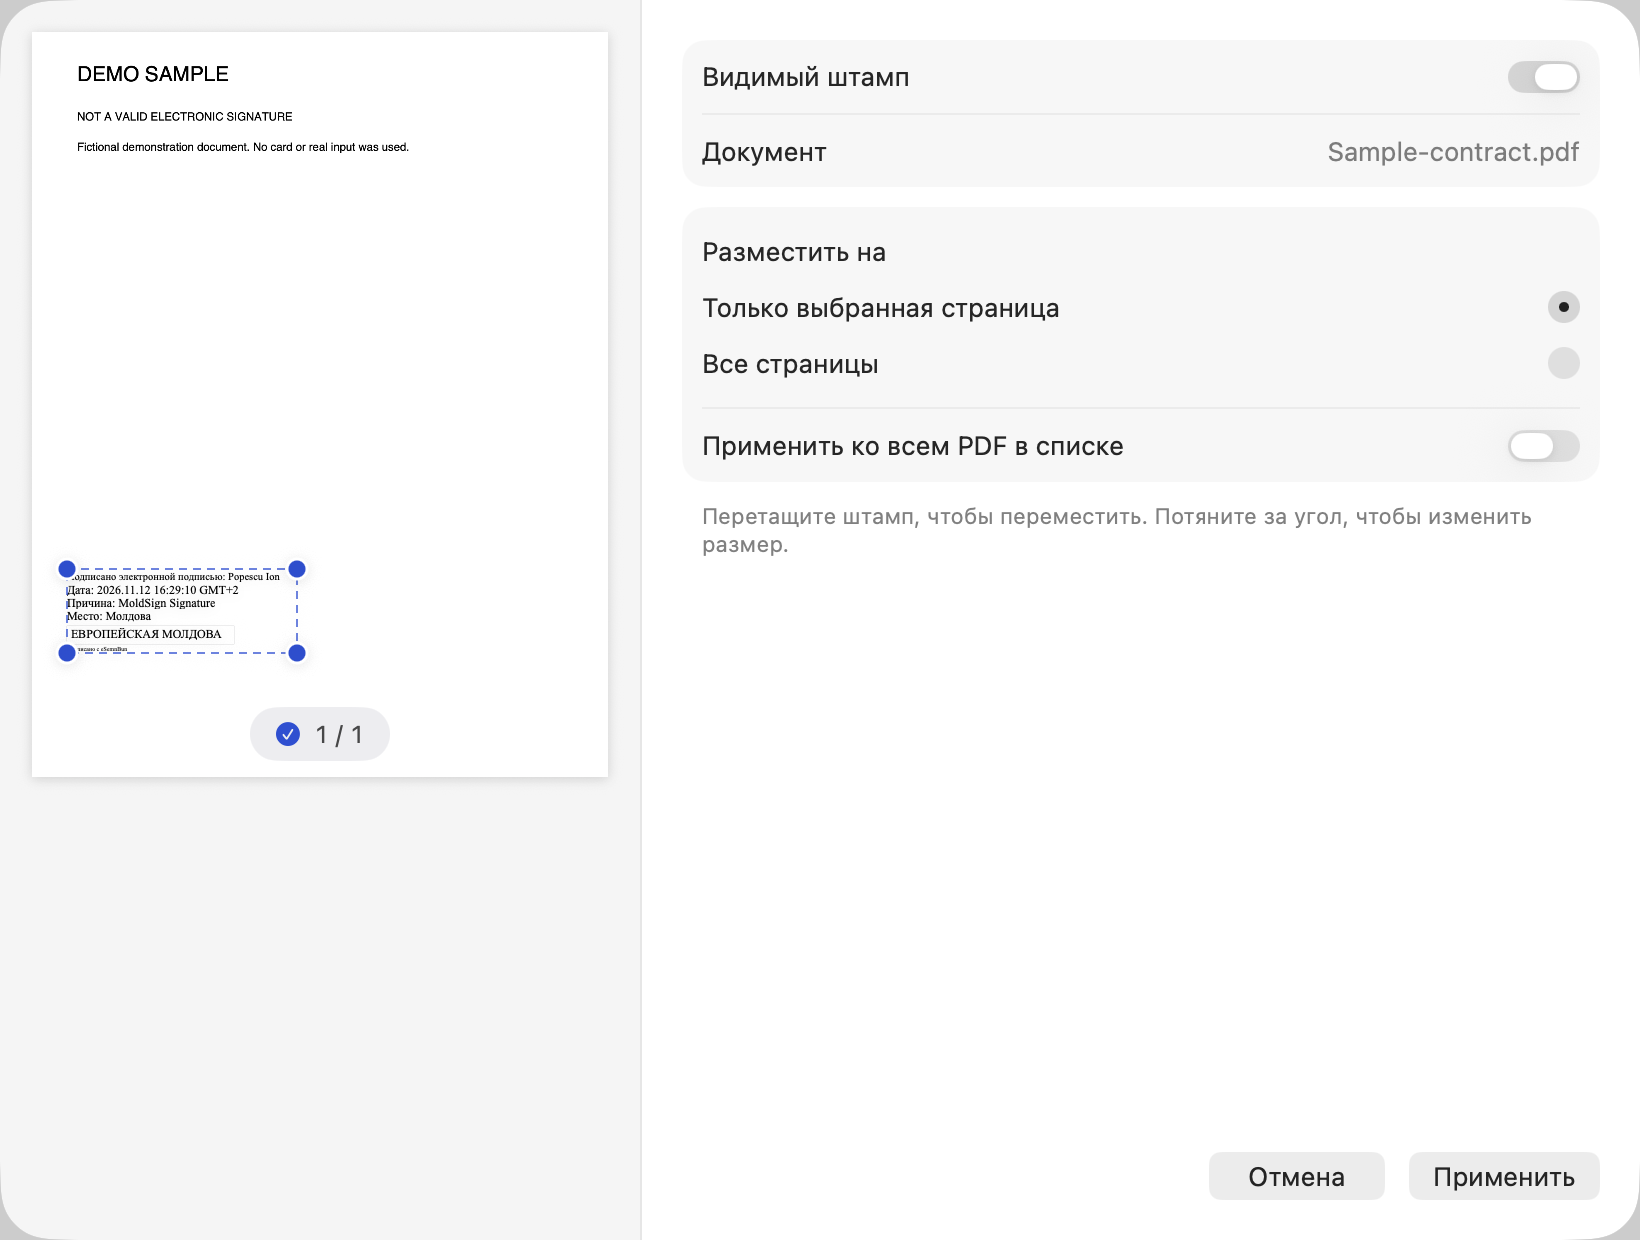 DEMO SAMPLE
NOT A VALID ELECTRONIC SIGNATURE
Fictional demonstration document. No card or real input was used.
электронной подписью: Popescu Ion
Дата: 2026.11.12 16:29:10 GMT+2
Причина: MoldSign Signature
Место: Молдова
ЕВРОПЕЙСКАЯ МОЛДОВА
1 / 1
Видимый штамп
Документ
Sample-contract.pdf
Разместить на
Только выбранная страница
Все страницы
Применить ко всем PDF в списке
Перетащите штамп, чтобы переместить. Потяните за угол, чтобы изменить
размер.
Отмена
Применить